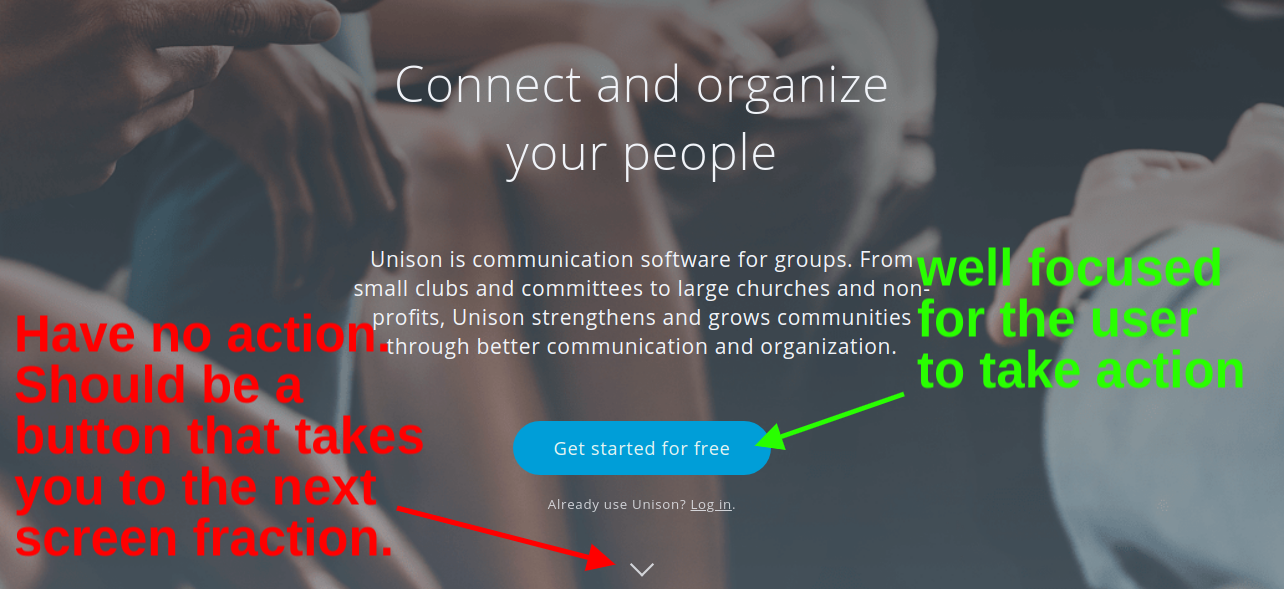 Connect and organize
your people
Unison is communication software for groups. From
small clubs and committees to large churches and non-
profits, Unison strengthens and grows communities
through better communication and organization.
well focused
for the user
to take action
Have no action.
Should be a
button that takes
you to the next
screen fraction.
Get started for free
Already use Unison? Log in.